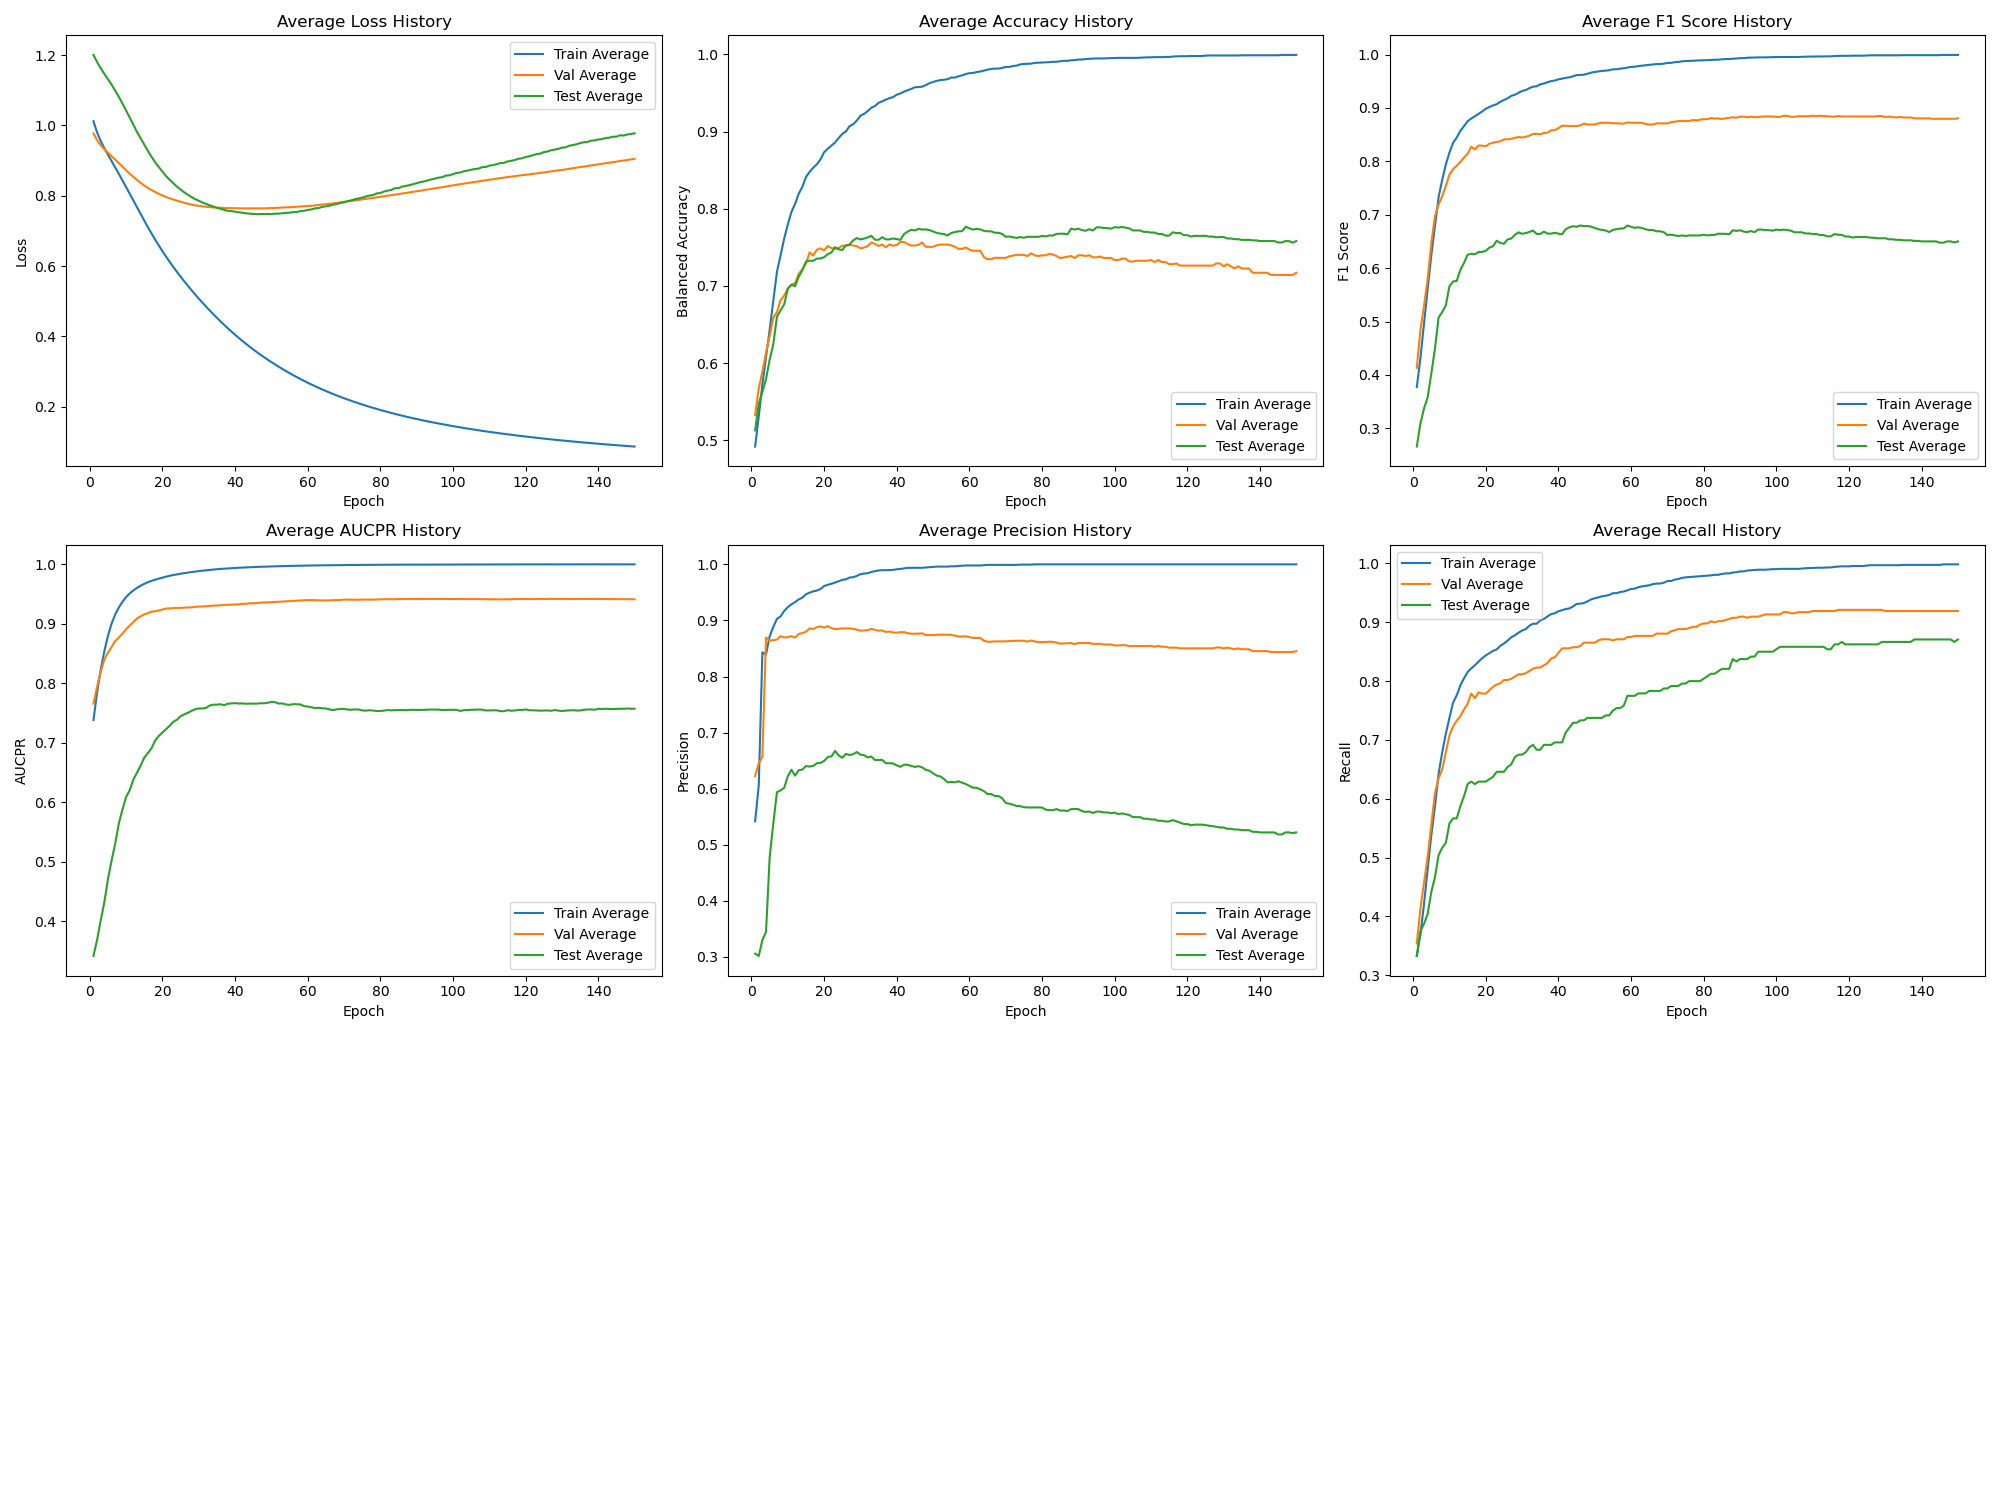 Average Loss History
1.2
1.0
0.8
0.6
0.4
0.2
Loss
0 20 40 60 80 100 120 140
Epoch
Train Average
Val Average
Test Average
Average Accuracy History
1.0
0.9
0.8
0.7
0.6
0.5
Balanced Accuracy
0 20 40 60 80 100 120 140
Epoch
Train Average
Val Average
Test Average
Average F1 Score History
1.0
0.9
0.8
0.7
0.6
0.5
0.4
0.3
F1 Score
0 20 40 60 80 100 120 140
Epoch
Train Average
Val Average
Test Average
Average AUCPR History
1.0
0.9
0.8
0.7
0.6
0.5
0.4
AUCPR
0 20 40 60 80 100 120 140
Epoch
Train Average
Val Average
Test Average
Average Precision History
1.0
0.9
0.8
0.7
0.6
0.5
0.4
0.3
Precision
0 20 40 60 80 100 120 140
Epoch
Train Average
Val Average
Test Average
Average Recall History
1.0
0.9
0.8
0.7
0.6
0.5
0.4
0.3
Recall
0 20 40 60 80 100 120 140
Epoch
Train Average
Val Average
Test Average